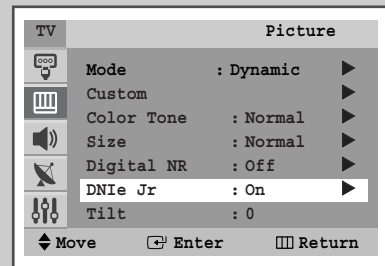 TV Picture
Mode : Dynamic
Custom
Color Tone : Normal
Size : Normal
Digital NR : Off
DNIe Jr : On
Tilt : 0
Move Enter Return